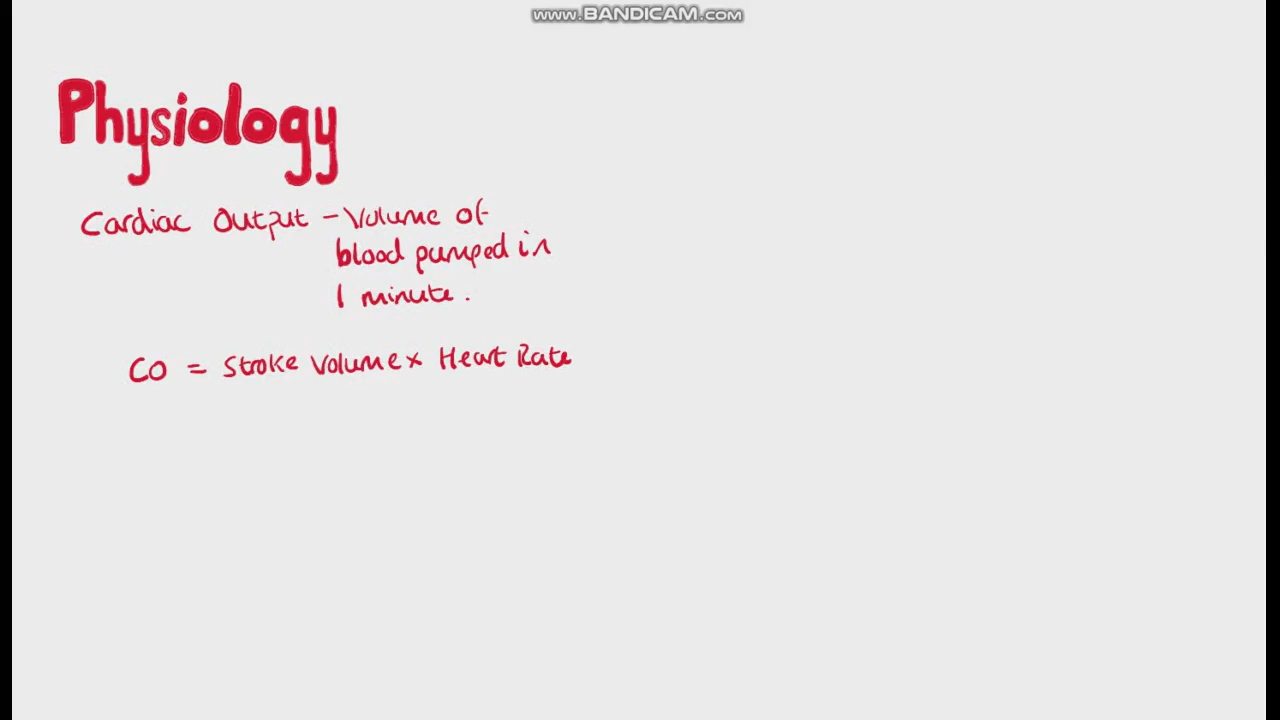 www.BANDICAM.com
Physiology
Cardiac Output - Volume of
blood pumped in
1 minute.
CO = Stroke Volume x Heart Rate